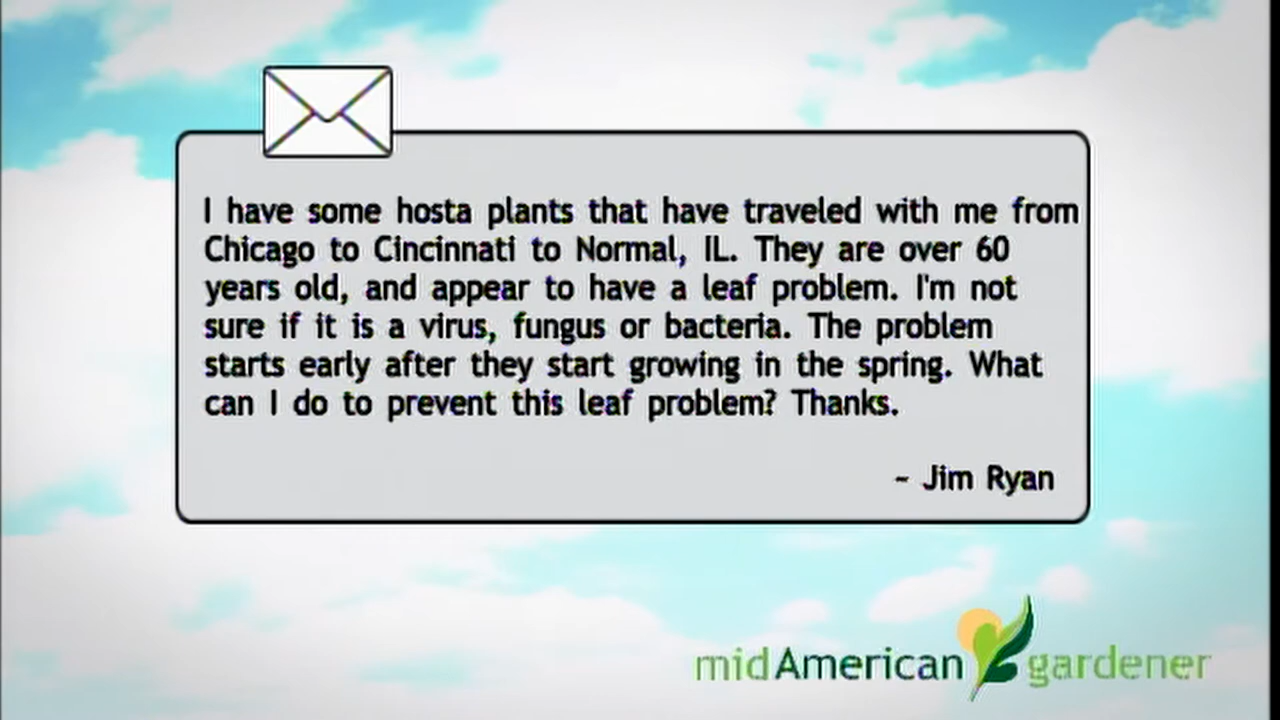 I have some hosta plants that have traveled with me from
Chicago to Cincinnati to Normal, IL. They are over 60
years old, and appear to have a leaf problem. I'm not
sure if it is a virus, fungus or bacteria. The problem
starts early after they start growing in the spring. What
can I do to prevent this leaf problem? Thanks.
~ Jim Ryan
midAmerican gardener